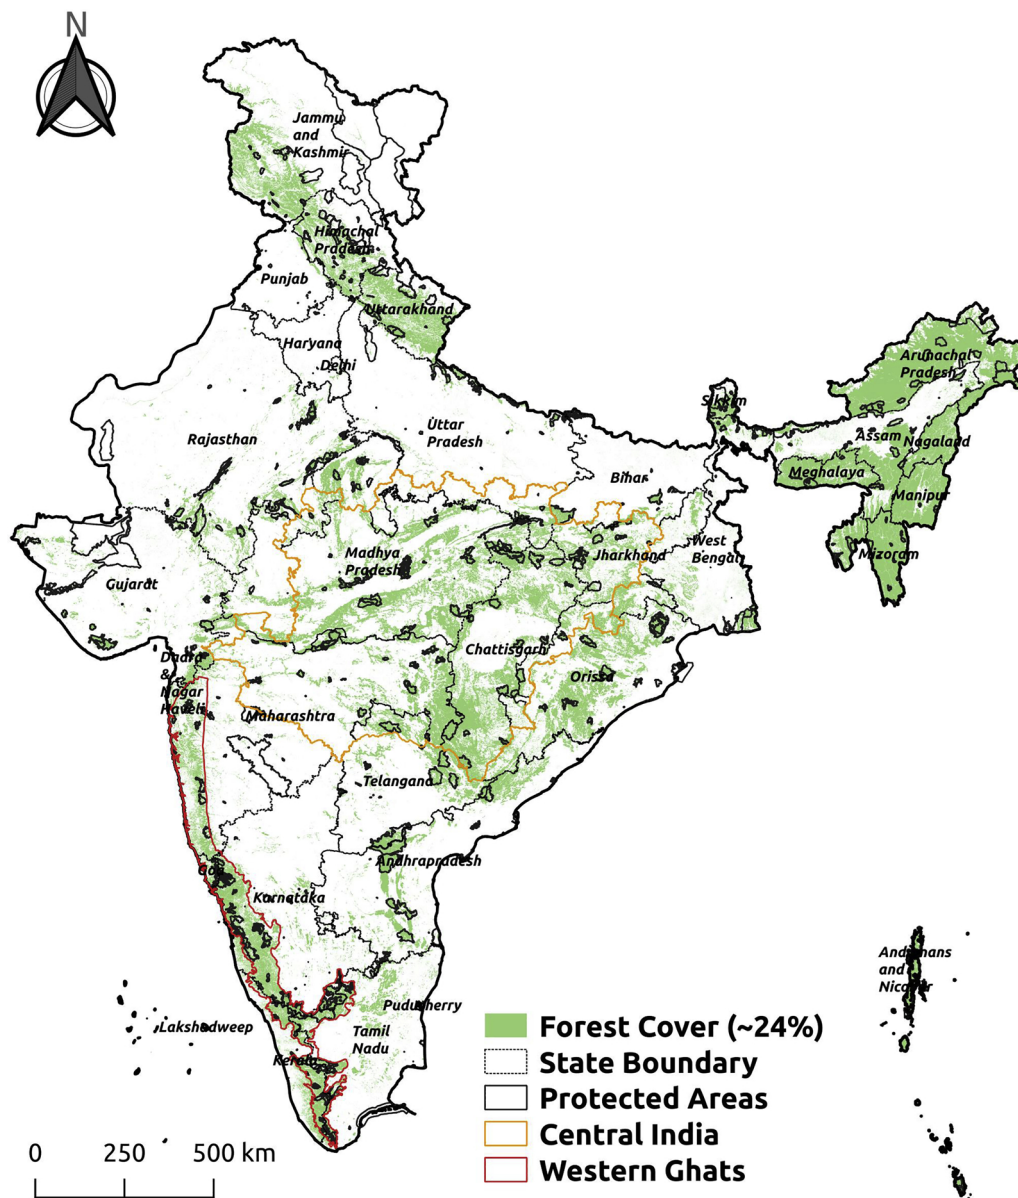 N
Jammu
and
Kashmir
Himachal
Pradesh
Punjab
Uttarakhand
Haryana
Delhi
Arunachal
Pradesh
Sikkim
Rajasthan
Uttar
Pradesh
Assam
Nagaland
Bihar
Meghalaya
Manipur
Madhya
Pradesh
Jharkhand
West
Bengal
Mizoram
Gujarat
Chattisgarh
Dadra
&
Nagar
Haveli
Orissa
Maharashtra
Telangana
Andhrapradesh
Goa
Karnetaka
Andamans
and
Nicobar
Puducherry
Lakshadweep
Tamil
Nadu
Kerala
Forest Cover (~24%)
State Boundary
Protected Areas
Central India
Western Ghats
0 250 500 km